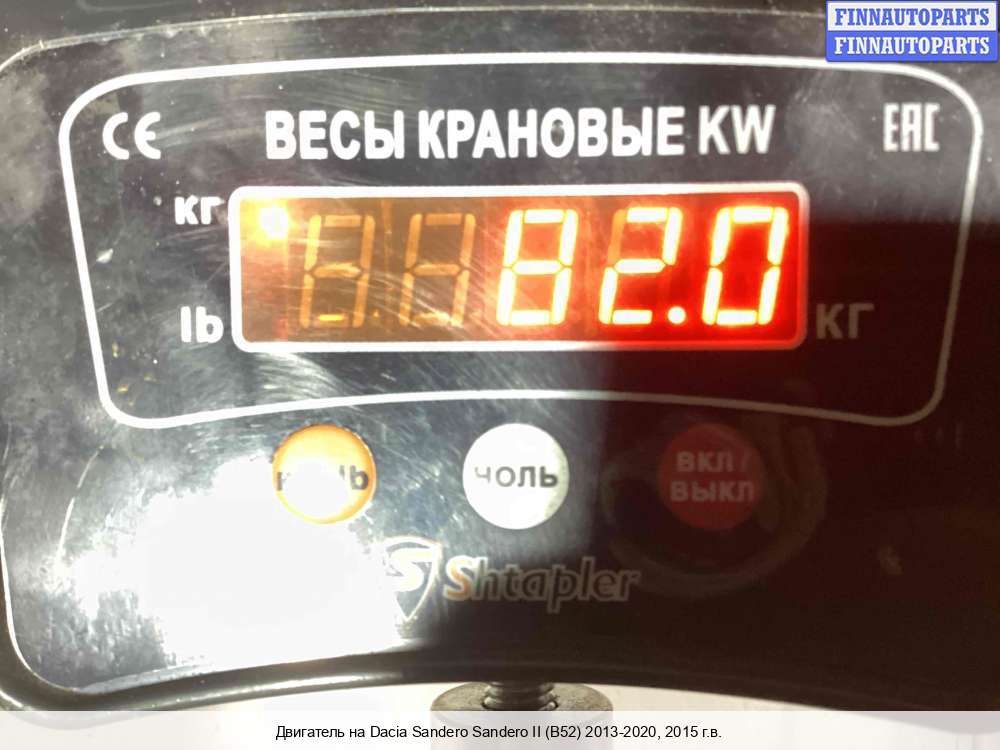 FINNAUTOPARTS
FINNAUTOPARTS
CE ВЕСЫ КРАНОВЫЕ KW EAC
кг
82.0
lb
КГ
НОЛЬ
ВКЛ/
ВЫКЛ
Shtapler
Двигатель на Dacia Sandero Sandero II (B52) 2013-2020, 2015 г.в.